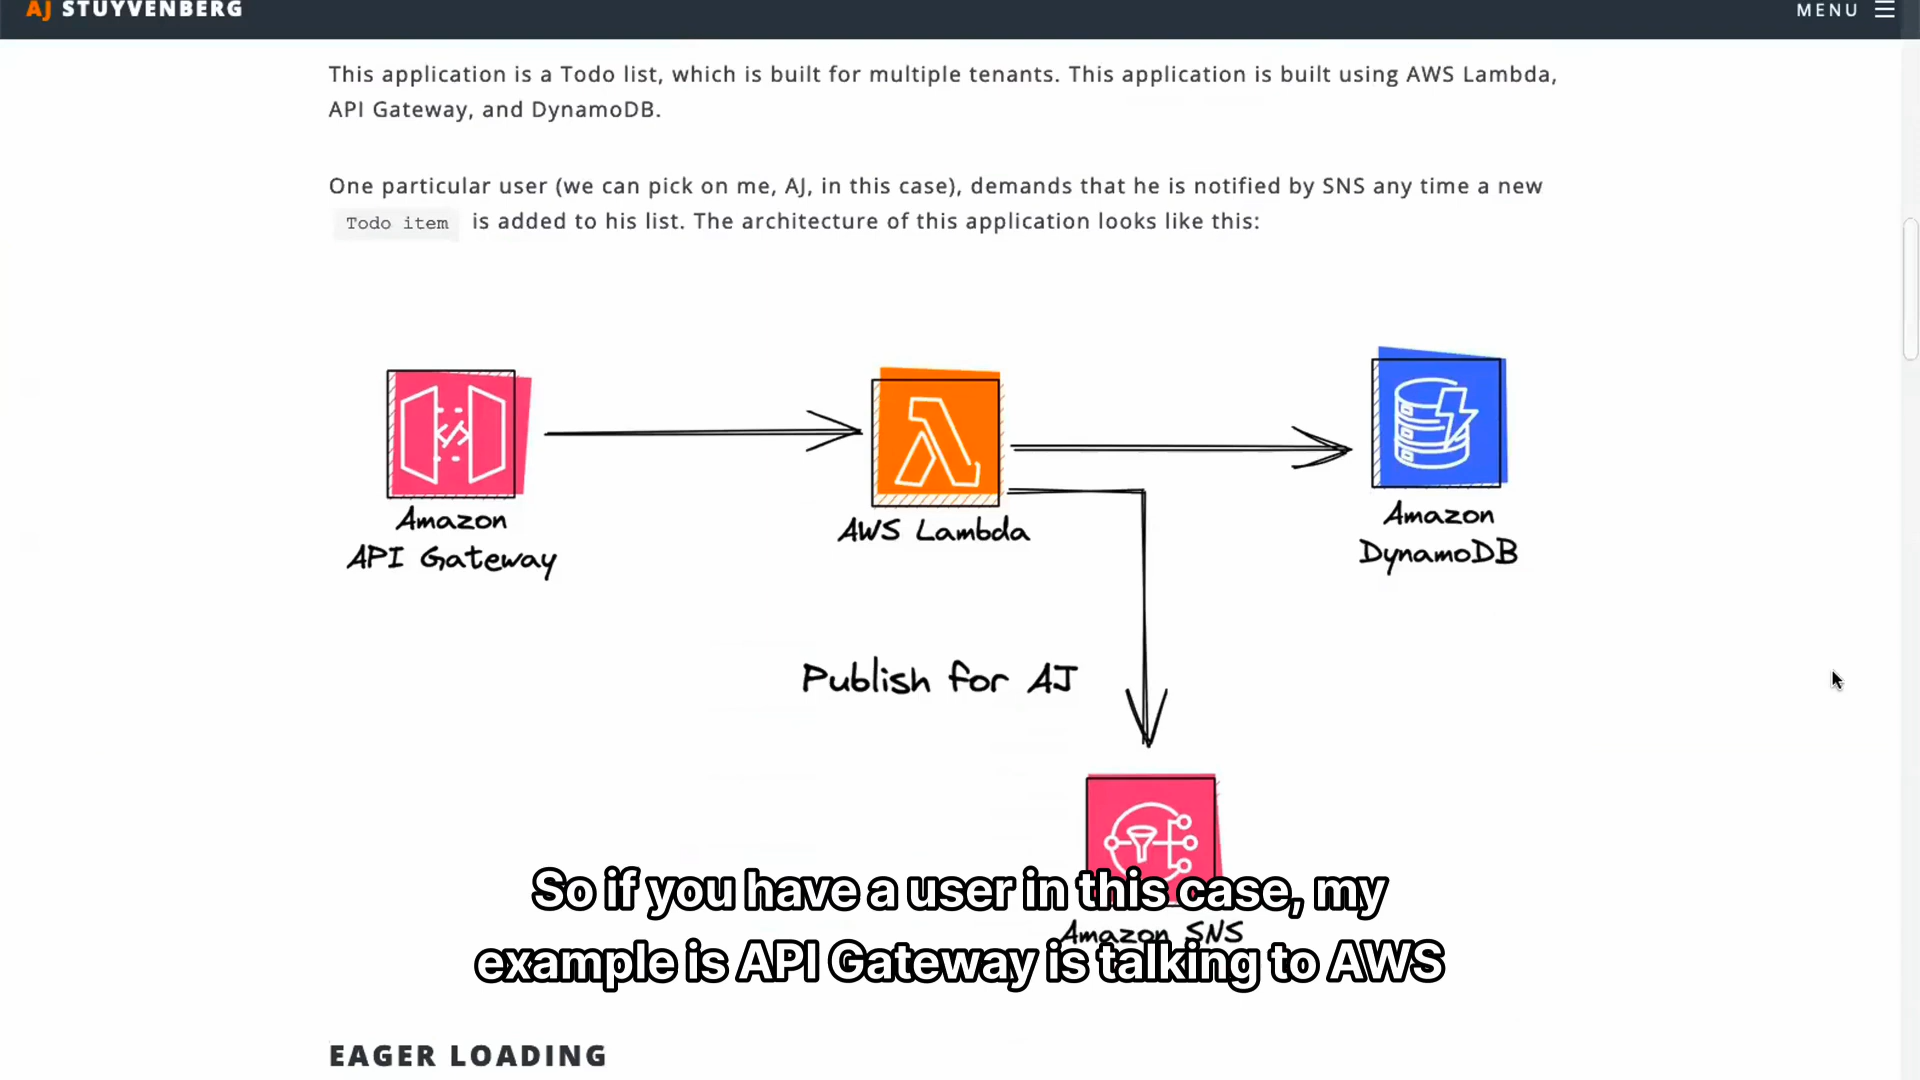 AJ STUYVENBERG
MENU
This application is a Todo list, which is built for multiple tenants. This application is built using AWS Lambda,
API Gateway, and DynamoDB.
One particular user (we can pick on me, AJ, in this case), demands that he is notified by SNS any time a new
Todo item is added to his list. The architecture of this application looks like this:
Amazon
API Gateway
AWS Lambda
Amazon
DynamoDB
Publish for AJ
Amazon SNS
So if you have a user in this case, my
example is API Gateway is talking to AWS
EAGER LOADING